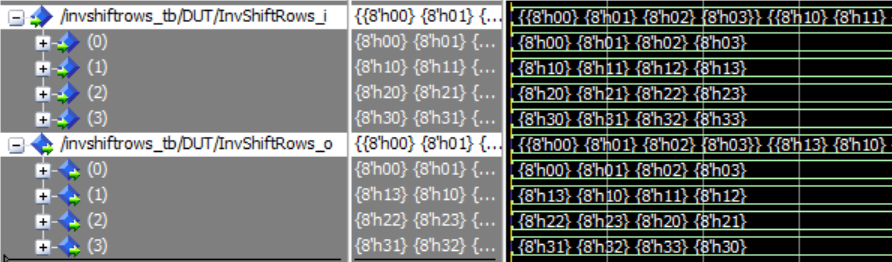 /invshiftrows_tb/DUT/InvShiftRows_i {{8'h00} {8'h01} {... {{8'h00} {8'h01} {8'h02} {8'h03}} {{8'h10} {8'h11}
(0) {8'h00} {8'h01} {... {8'h00} {8'h01} {8'h02} {8'h03}
(1) {8'h10} {8'h11} {... {8'h10} {8'h11} {8'h12} {8'h13}
(2) {8'h20} {8'h21} {... {8'h20} {8'h21} {8'h22} {8'h23}
(3) {8'h30} {8'h31} {... {8'h30} {8'h31} {8'h32} {8'h33}
/invshiftrows_tb/DUT/InvShiftRows_o {{8'h00} {8'h01} {... {{8'h00} {8'h01} {8'h02} {8'h03}} {{8'h13} {8'h10}
(0) {8'h00} {8'h01} {... {8'h00} {8'h01} {8'h02} {8'h03}
(1) {8'h13} {8'h10} {... {8'h13} {8'h10} {8'h11} {8'h12}
(2) {8'h22} {8'h23} {... {8'h22} {8'h23} {8'h20} {8'h21}
(3) {8'h31} {8'h32} {... {8'h31} {8'h32} {8'h33} {8'h30}